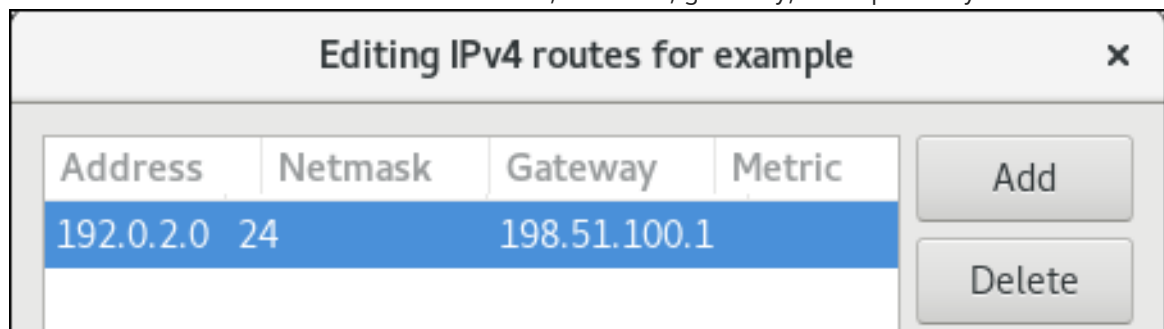 Editing IPv4 routes for example ×
Address Netmask Gateway Metric
Add
192.0.2.0 24 198.51.100.1
Delete